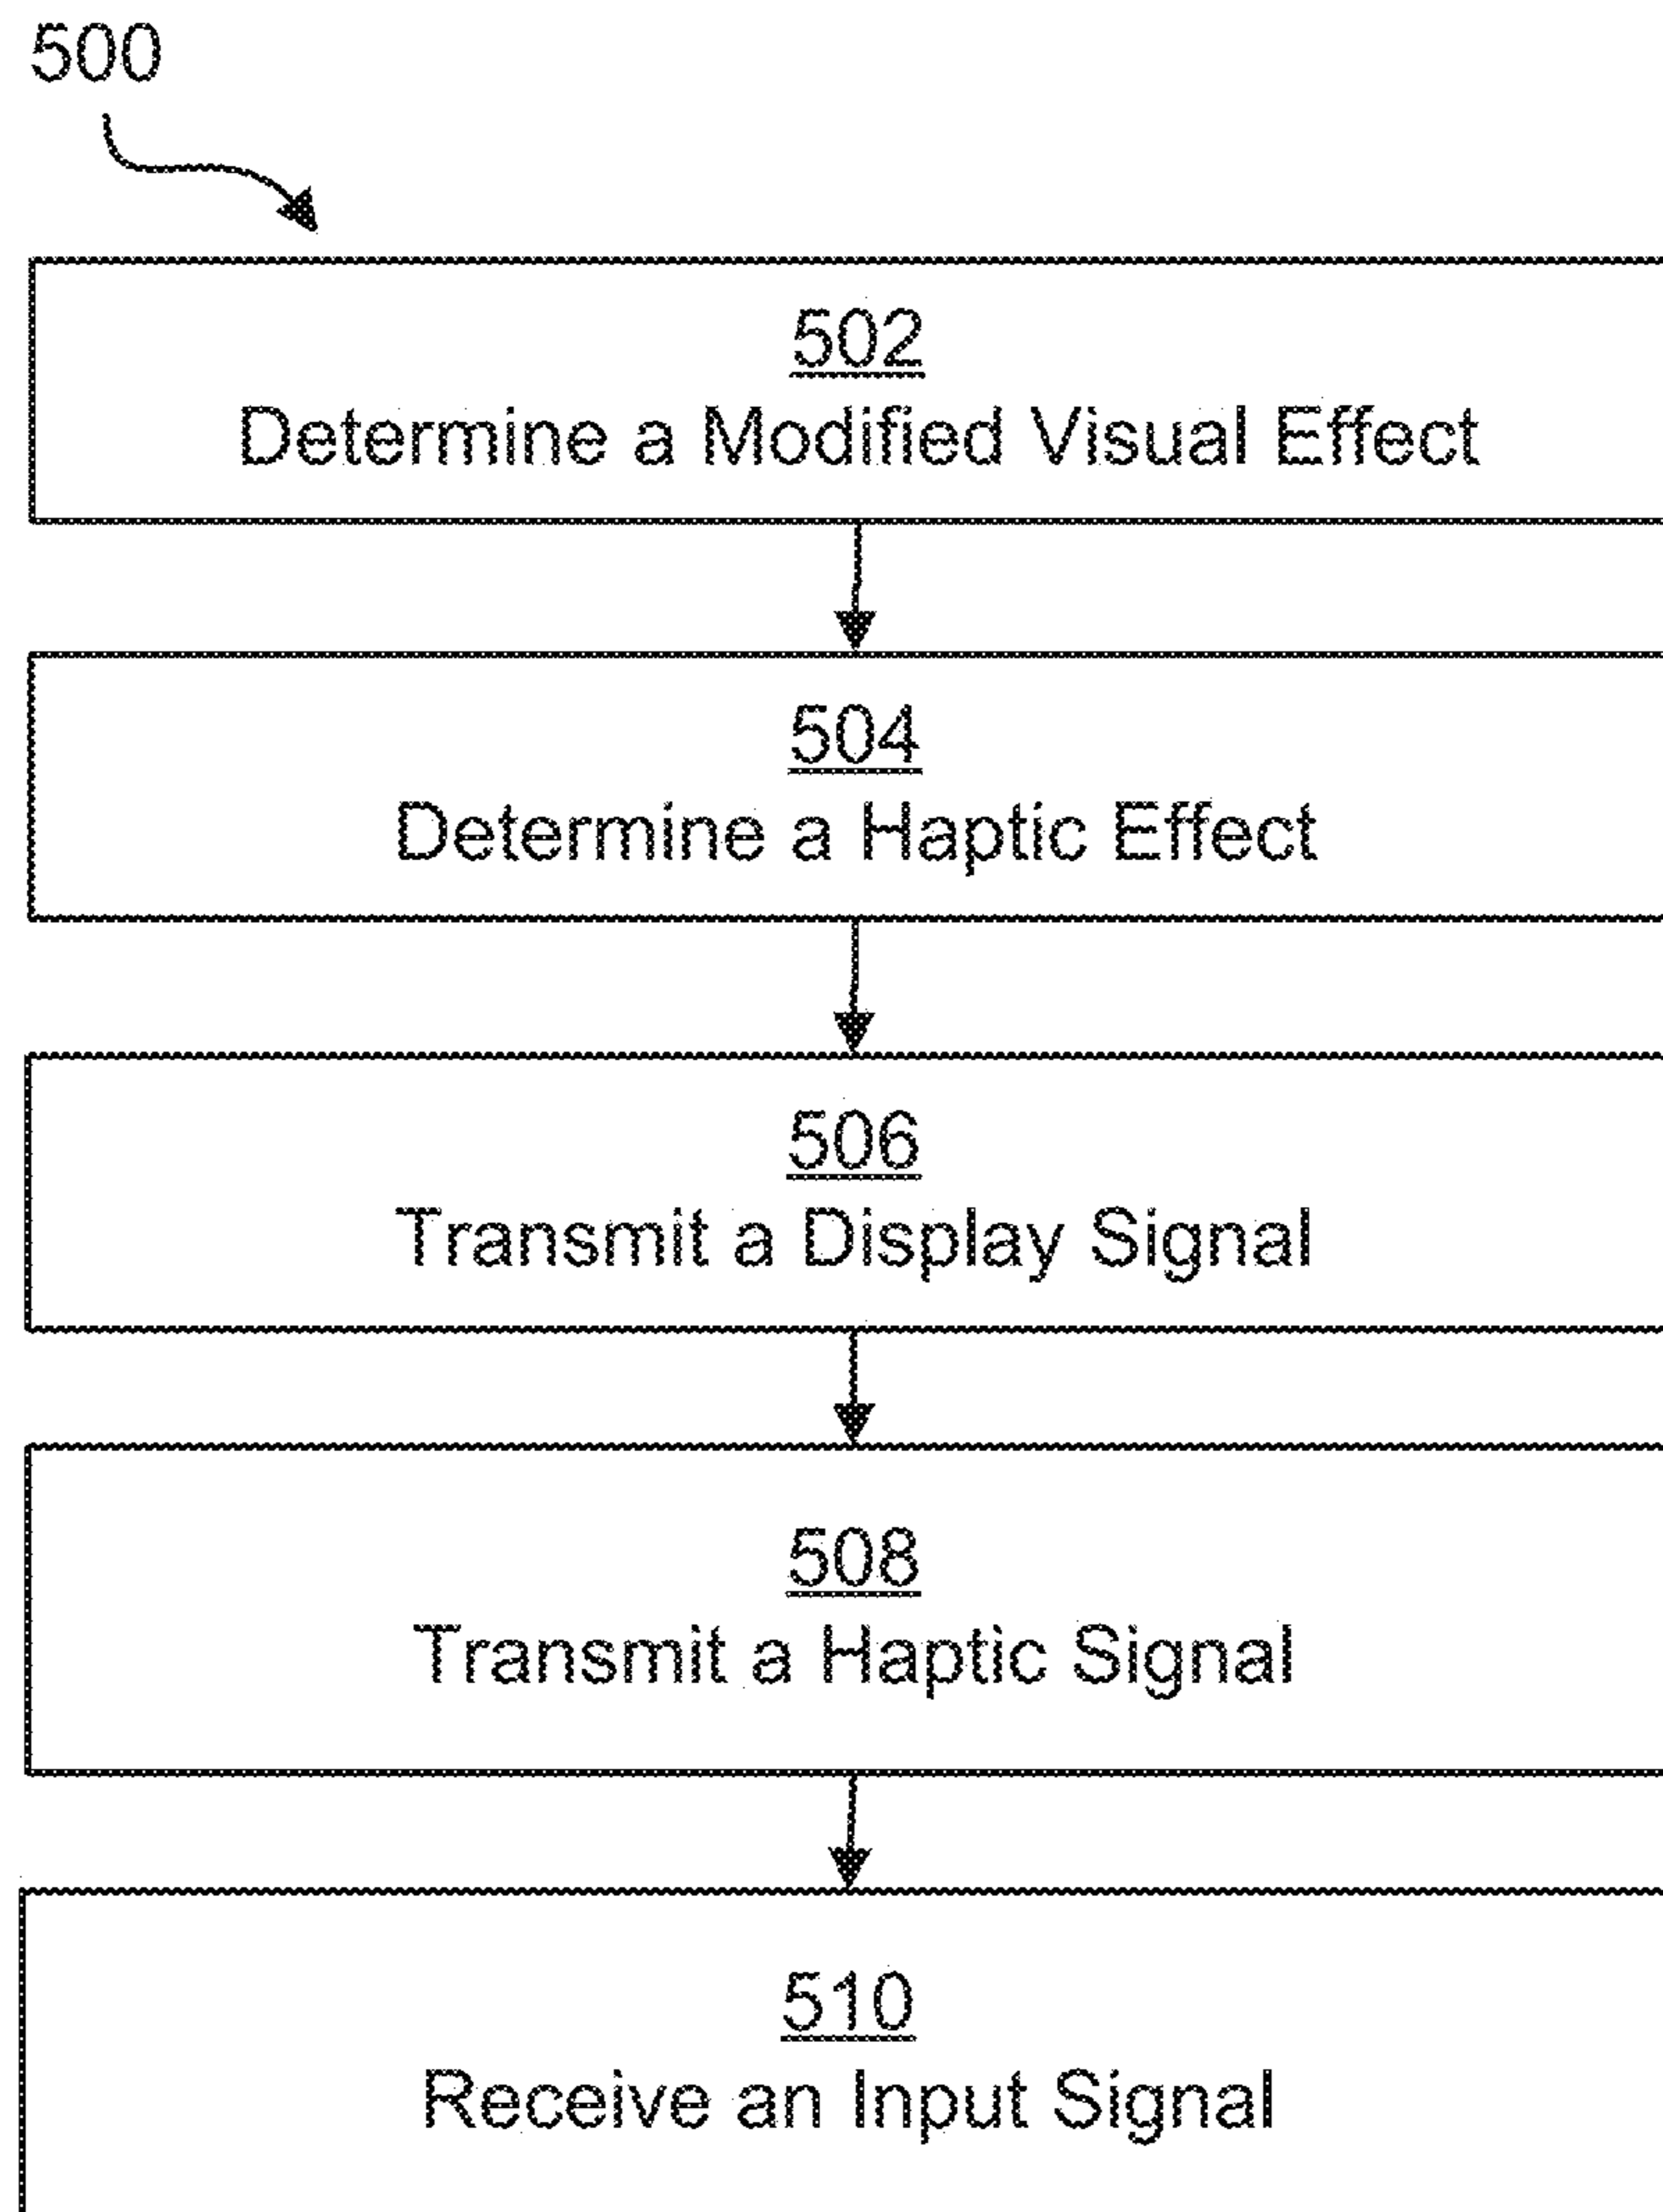 500
502
Determine a Modified Visual Effect
504
Determine a Haptic Effect
506
Transmit a Display Signal
508
Transmit a Haptic Signal
510
Receive an Input Signal